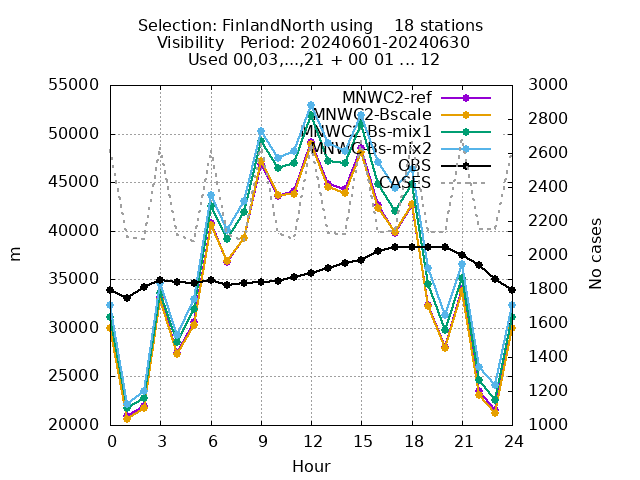 Selection: FinlandNorth using    18 stations
Visibility   Period: 20240601-20240630
Used 00,03,...,21 + 00 01 ... 12
55000
50000
45000
40000
35000
30000
25000
20000
m
3000
2800
2600
2400
2200
2000
1800
1600
1400
1200
1000
No cases
MNWC2-ref
MNWC2-Bscale
MNWC2-Bs-mix1
MNWC-Bs-mix2
OBS
CASES
0 3 6 9 12 15 18 21 24
Hour